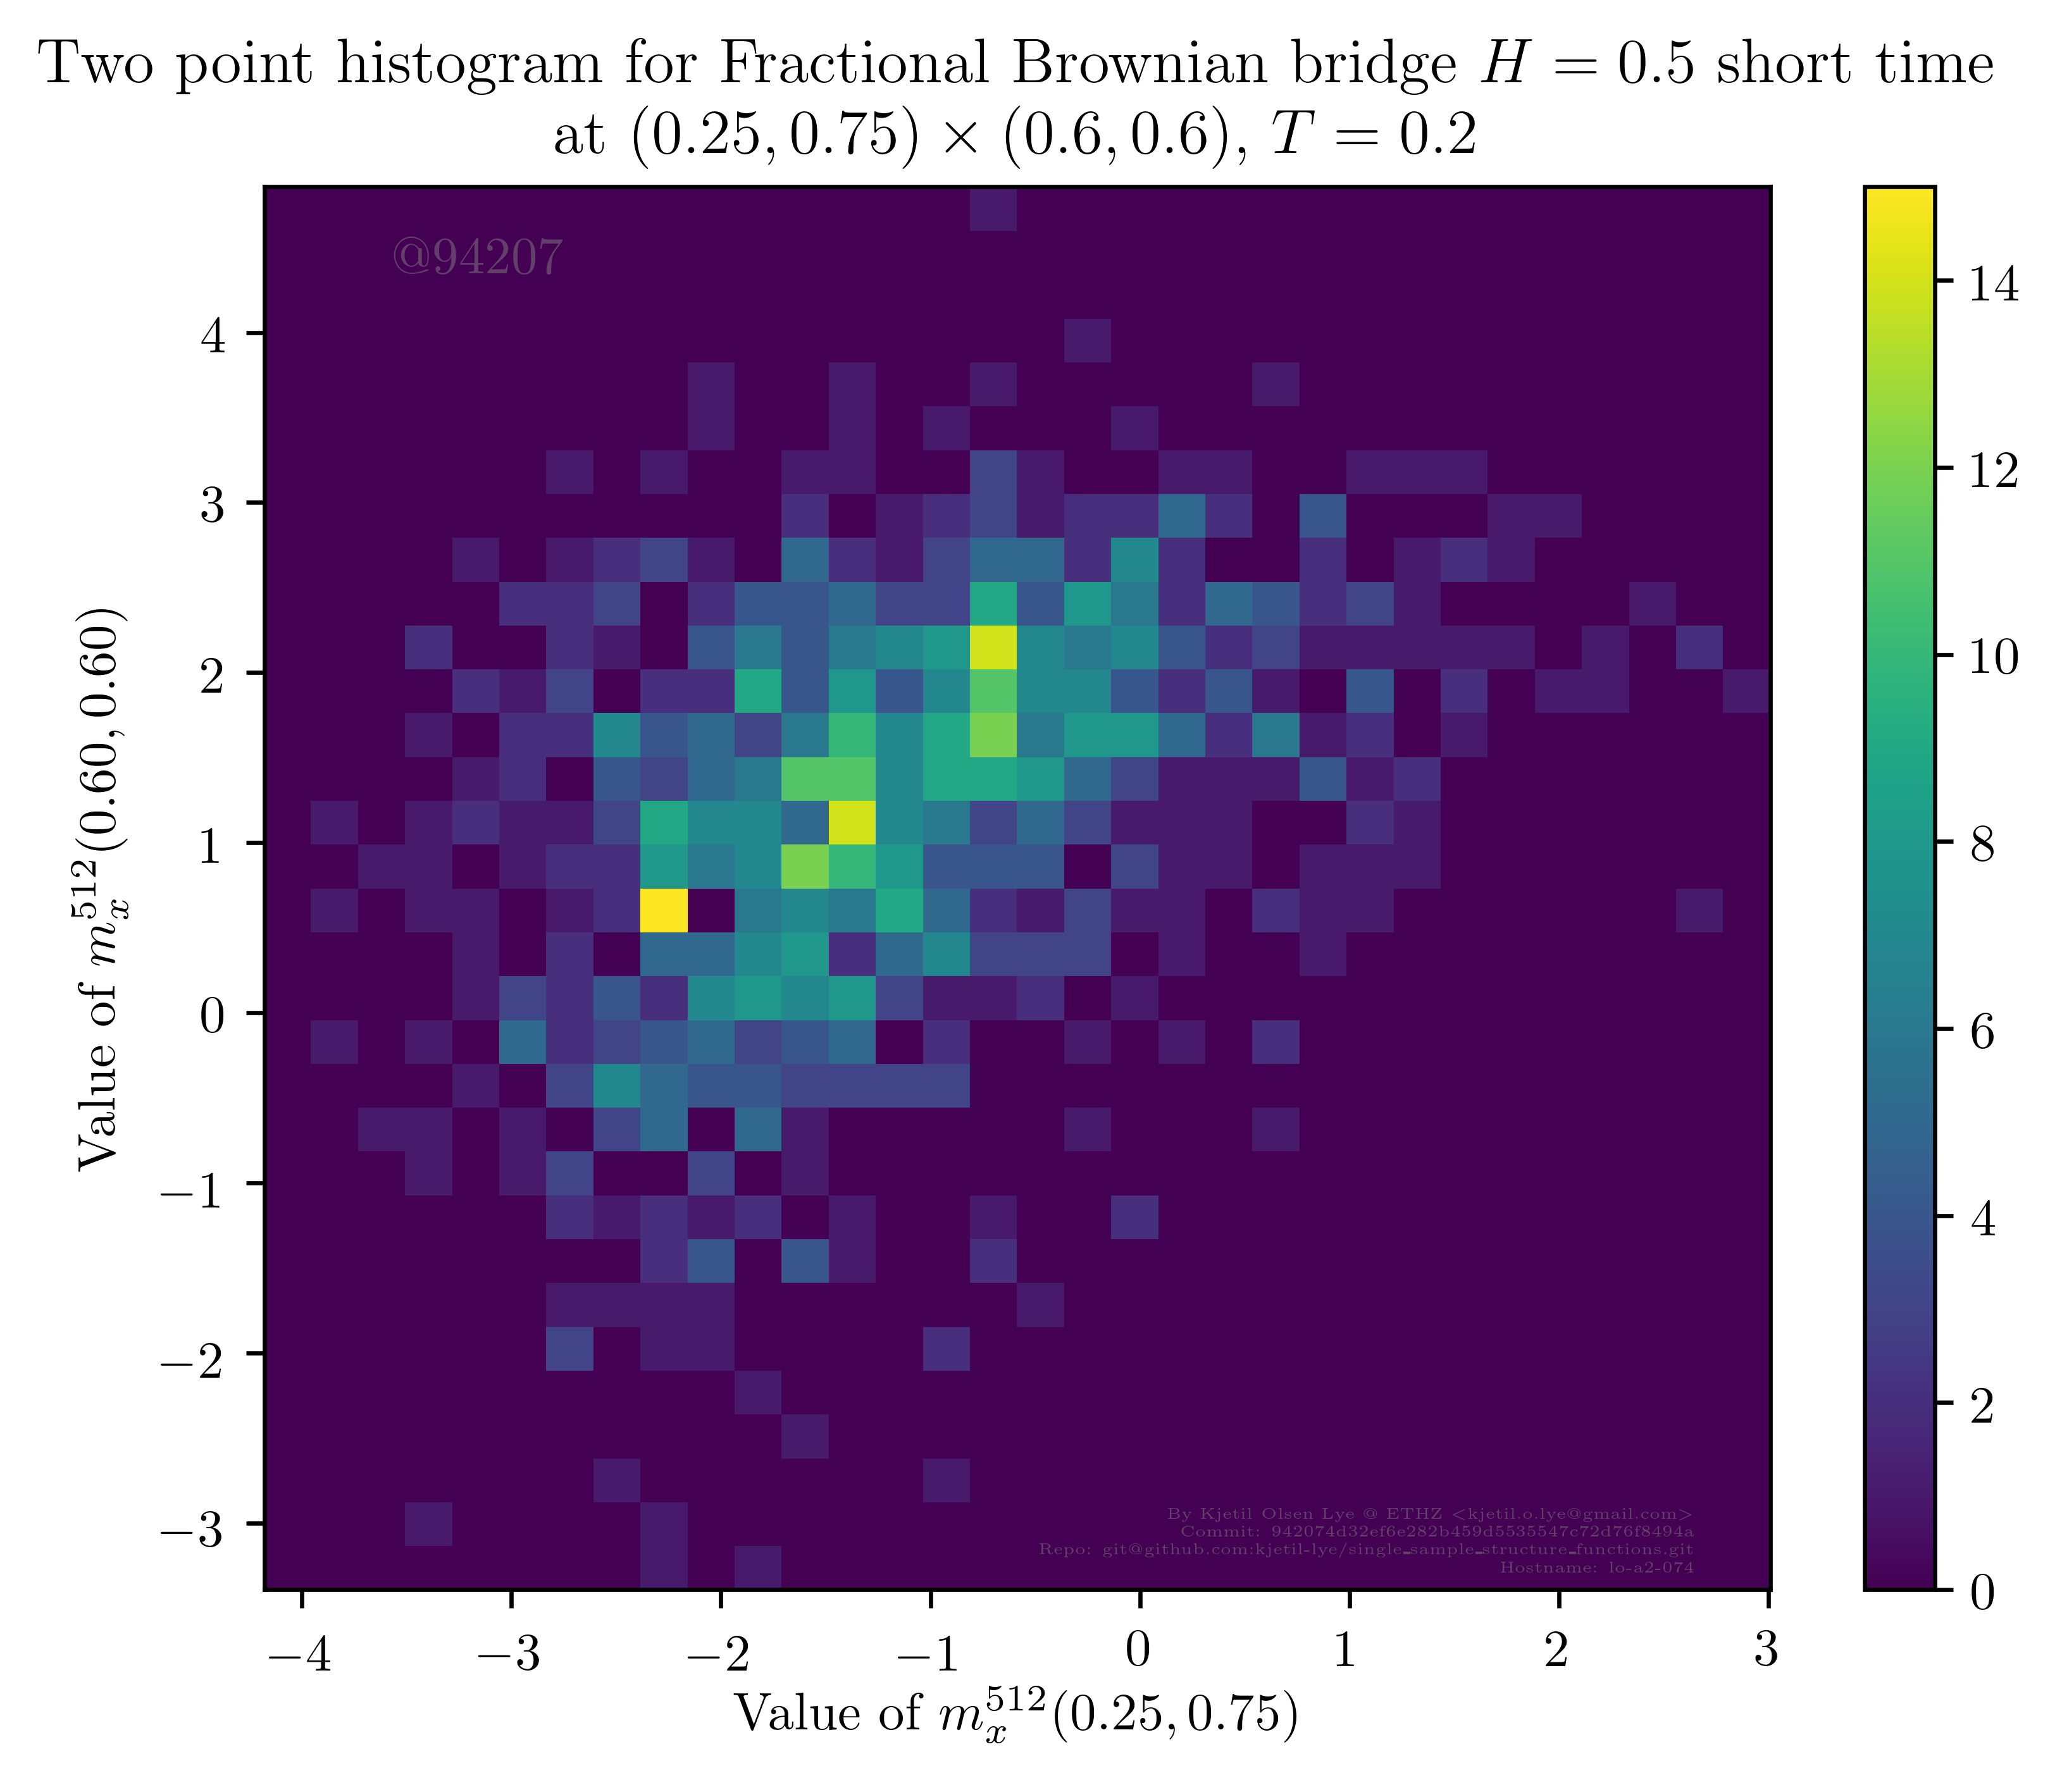 Two point histogram for Fractional Brownian bridge H = 0.5 short time
at (0.25, 0.75) × (0.6, 0.6), T = 0.2
@94207
4
3
2
1
0
−1
−2
−3
Value of m_x^512(0.60, 0.60)
−4 −3 −2 −1 0 1 2 3
Value of m_x^512(0.25, 0.75)
14
12
10
8
6
4
2
0
By Kjetil Olsen Lye @ ETHZ <kjetil.o.lye@gmail.com>
Commit: 942074d32ef6e282b459d5535547c72d76f8494a
Repo: git@github.com:kjetil-lye/single_sample_structure_functions.git
Hostname: lo-a2-074